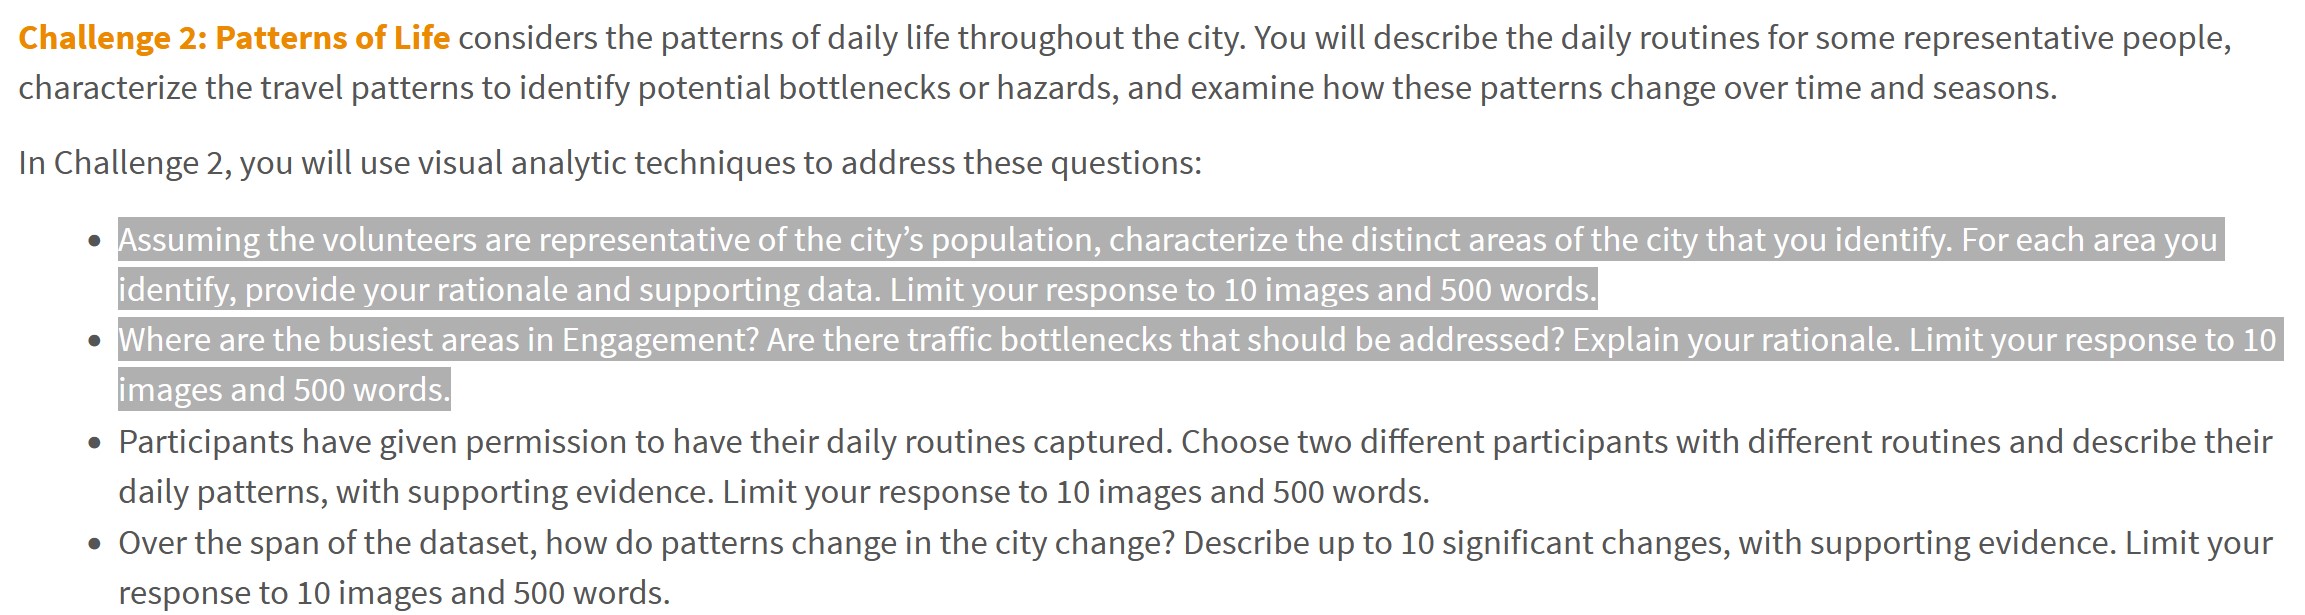 Challenge 2: Patterns of Life considers the patterns of daily life throughout the city. You will describe the daily routines for some representative people,
characterize the travel patterns to identify potential bottlenecks or hazards, and examine how these patterns change over time and seasons.
In Challenge 2, you will use visual analytic techniques to address these questions:
• Assuming the volunteers are representative of the city’s population, characterize the distinct areas of the city that you identify. For each area you
identify, provide your rationale and supporting data. Limit your response to 10 images and 500 words.
• Where are the busiest areas in Engagement? Are there traffic bottlenecks that should be addressed? Explain your rationale. Limit your response to 10
images and 500 words.
• Participants have given permission to have their daily routines captured. Choose two different participants with different routines and describe their
daily patterns, with supporting evidence. Limit your response to 10 images and 500 words.
• Over the span of the dataset, how do patterns change in the city change? Describe up to 10 significant changes, with supporting evidence. Limit your
response to 10 images and 500 words.